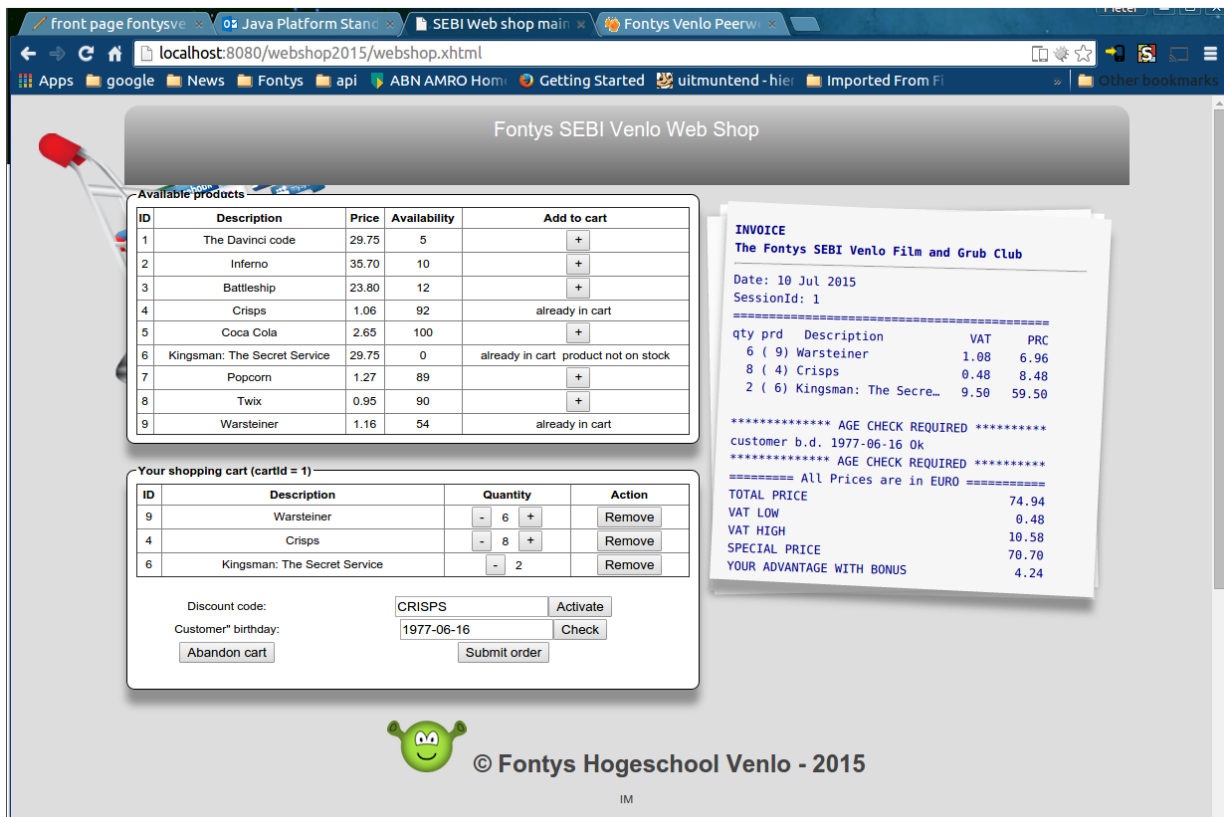 front page fontysve
Java Platform Stand
SEBI Web shop main
Fontys Venlo Peerw
Pieter
localhost:8080/webshop2015/webshop.xhtml
Apps google News Fontys api ABN AMRO Hom Getting Started uitmuntend - hier Imported From Fi » Other bookmarks
Fontys SEBI Venlo Web Shop
Available products
ID Description Price Availability Add to cart
1 The Davinci code 29.75 5 +
2 Inferno 35.70 10 +
3 Battleship 23.80 12 +
4 Crisps 1.06 92 already in cart
5 Coca Cola 2.65 100 +
6 Kingsman: The Secret Service 29.75 0 already in cart product not on stock
7 Popcorn 1.27 89 +
8 Twix 0.95 90 +
9 Warsteiner 1.16 54 already in cart
Your shopping cart (cartId = 1)
ID Description Quantity Action
9 Warsteiner - 6 + Remove
4 Crisps - 8 + Remove
6 Kingsman: The Secret Service - 2 Remove
Discount code: CRISPS Activate
Customer" birthday: 1977-06-16 Check
Abandon cart Submit order
INVOICE
The Fontys SEBI Venlo Film and Grub Club
Date: 10 Jul 2015
SessionId: 1
============================================
qty prd Description VAT PRC
6 ( 9) Warsteiner 1.08 6.96
8 ( 4) Crisps 0.48 8.48
2 ( 6) Kingsman: The Secre… 9.50 59.50
************** AGE CHECK REQUIRED **********
customer b.d. 1977-06-16 Ok
************** AGE CHECK REQUIRED **********
========= All Prices are in EURO ===========
TOTAL PRICE 74.94
VAT LOW 0.48
VAT HIGH 10.58
SPECIAL PRICE 70.70
YOUR ADVANTAGE WITH BONUS 4.24
© Fontys Hogeschool Venlo - 2015
IM